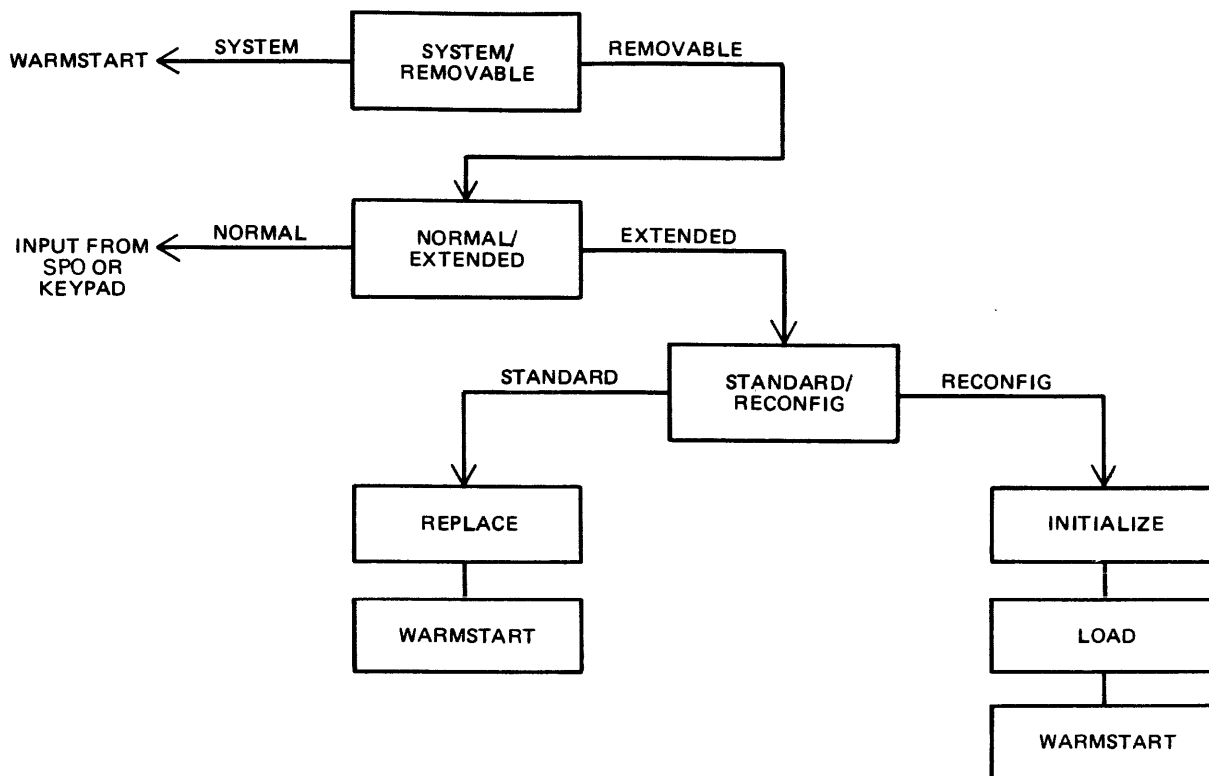 WARMSTART
SYSTEM
SYSTEM/
REMOVABLE
REMOVABLE
INPUT FROM
SPO OR
KEYPAD
NORMAL
NORMAL/
EXTENDED
EXTENDED
STANDARD
STANDARD/
RECONFIG
RECONFIG
REPLACE
INITIALIZE
WARMSTART
LOAD
WARMSTART